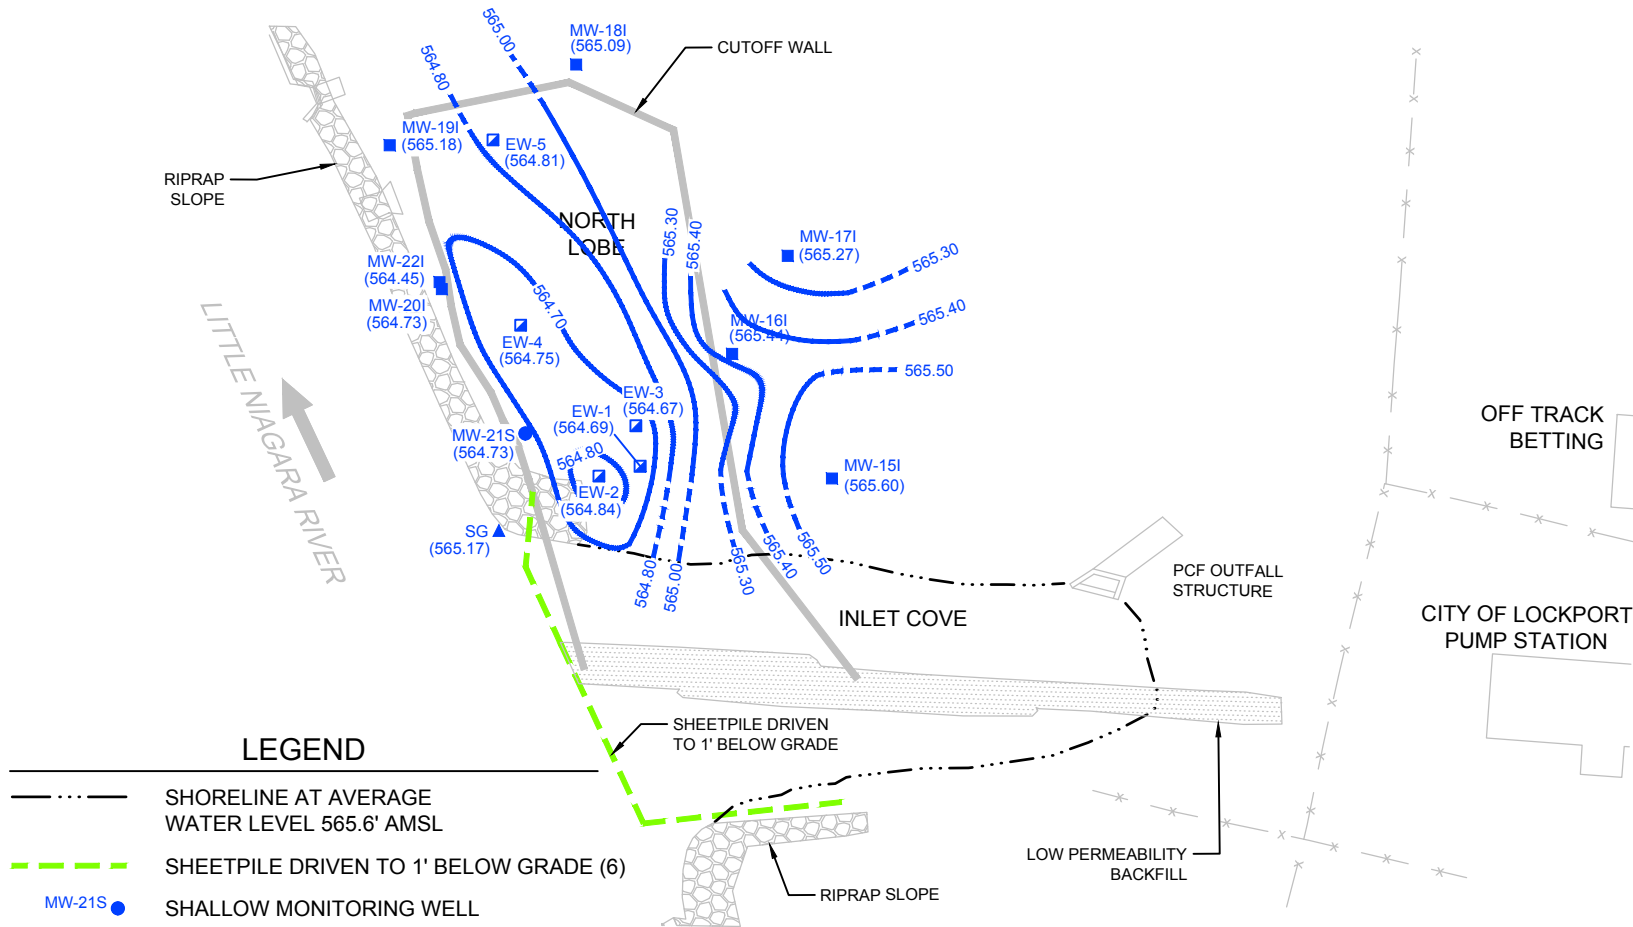 565.00
MW-18I
(565.09)
CUTOFF WALL
564.80
MW-19I
(565.18)
EW-5
(564.81)
RIPRAP
SLOPE
NORTH
LOBE
565.30
565.40
MW-17I
(565.27)
565.30
MW-22I
(564.45)
MW-20I
(564.73)
564.70
565.40
MW-16I
(565.44)
LITTLE NIAGARA RIVER
EW-4
(564.75)
565.50
EW-3
(564.67)
EW-1
(564.69)
OFF TRACK
BETTING
MW-21S
(564.73)
564.80
MW-15I
(565.60)
EW-2
(564.84)
SG
(565.17)
564.80
565.00
565.30
565.40
565.50
PCF OUTFALL
STRUCTURE
INLET COVE
CITY OF LOCKPORT
PUMP STATION
SHEETPILE DRIVEN
TO 1' BELOW GRADE
LEGEND
SHORELINE AT AVERAGE
WATER LEVEL 565.6' AMSL
SHEETPILE DRIVEN TO 1' BELOW GRADE (6)
MW-21S
SHALLOW MONITORING WELL
LOW PERMEABILITY
BACKFILL
RIPRAP SLOPE